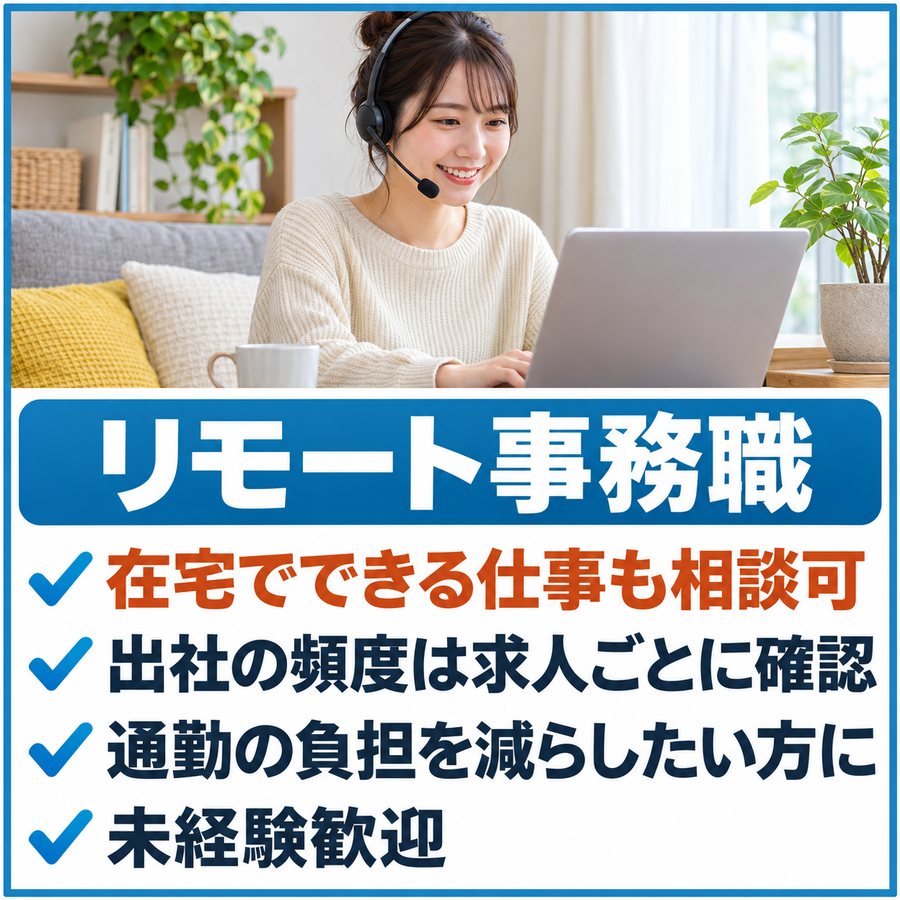 リモート事務職
在宅でできる仕事も相談可
出社の頻度は求人ごとに確認
通勤の負担を減らしたい方に
未経験歓迎